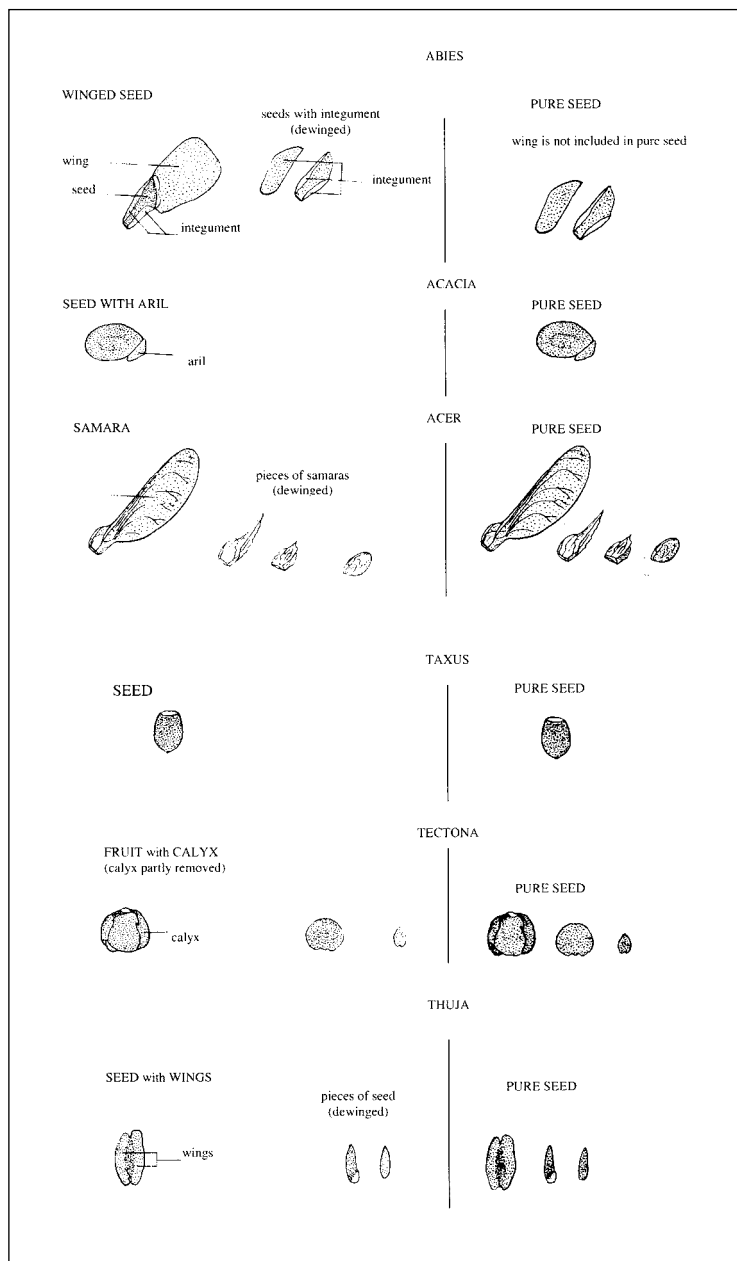 ABIES
WINGED SEED
seeds with integument
(dewinged)
PURE SEED
wing is not included in pure seed
wing
seed
integument
integument
ACACIA
SEED WITH ARIL
PURE SEED
aril
ACER
SAMARA
PURE SEED
pieces of samaras
(dewinged)
TAXUS
SEED
PURE SEED
TECTONA
FRUIT with CALYX
(calyx partly removed)
PURE SEED
calyx
THUJA
SEED with WINGS
pieces of seed
(dewinged)
PURE SEED
wings